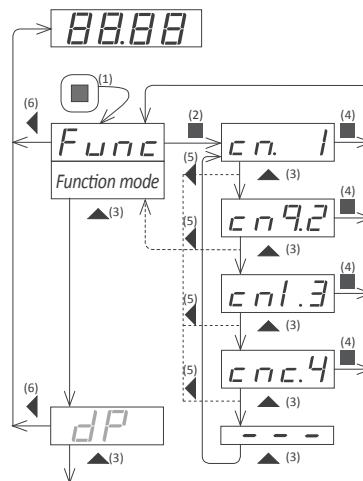 88.88
(1)
(6)
(2)
(4)
Func
cn. 1
Function mode
(5)
(3)
(3)
(4)
cn9.2
(5)
(3)
(4)
cn1.3
(5)
(3)
(4)
(5)
cnc.4
(6)
(3)
dP
- - -
(3)
(3)